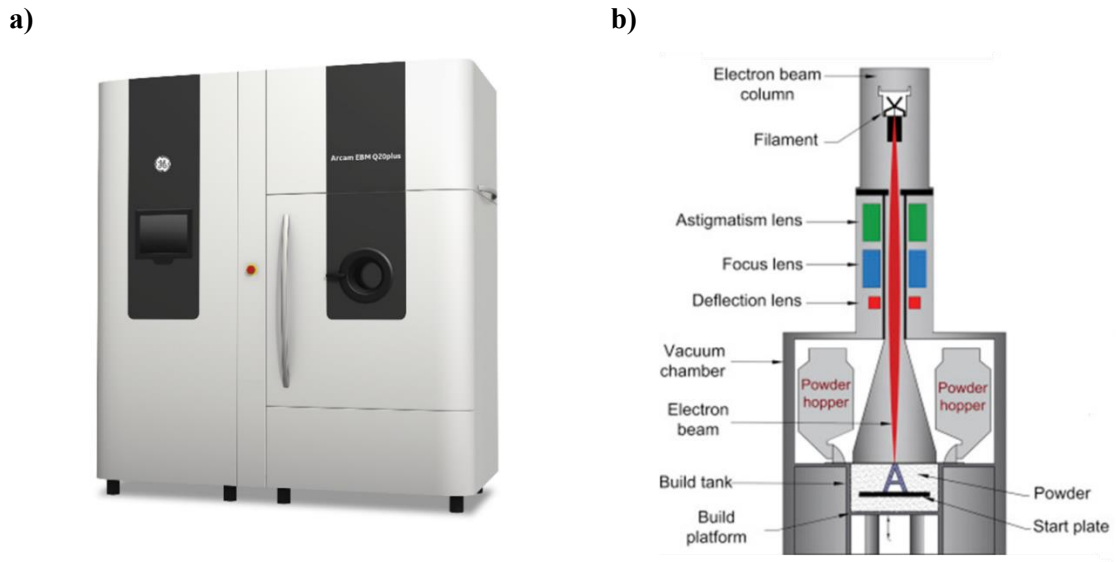 a)
b)
GE
Arcam EBM Q20plus
Electron beam
column
Filament
Astigmatism lens
Focus lens
Deflection lens
Vacuum
chamber
Powder
hopper
Powder
hopper
Electron
beam
Build tank
A
Powder
Start plate
Build
platform